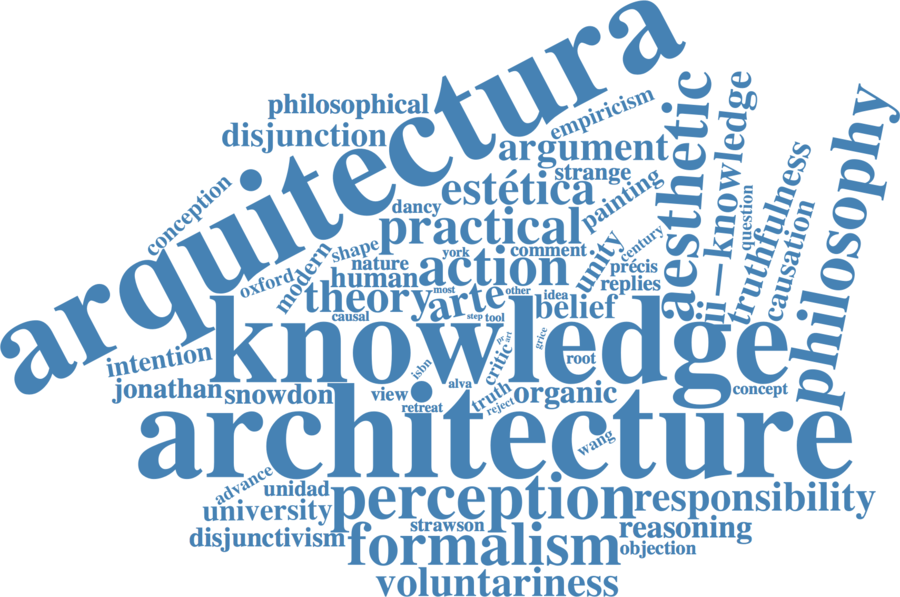 arquitectura
philosophical
disjunction
empiricism
argument
strange
aesthetic
ii—knowledge
philosophy
conception
estética
painting
dancy
practical
question
truthfulness
causation
shape
modern
oxford
nature
york
comment
unity
century
précis
human
action
replies
theory
most
arte
other
idea
belief
causal
step
tool
knowledge
pe
art
grice
critic
root
isbn
intention
jonathan
snowdon
view
alva
truth
organic
concept
retreat
reject
architecture
wang
advance
unidad
university
perception
responsibility
strawson
reasoning
disjunctivism
formalism
objection
voluntariness